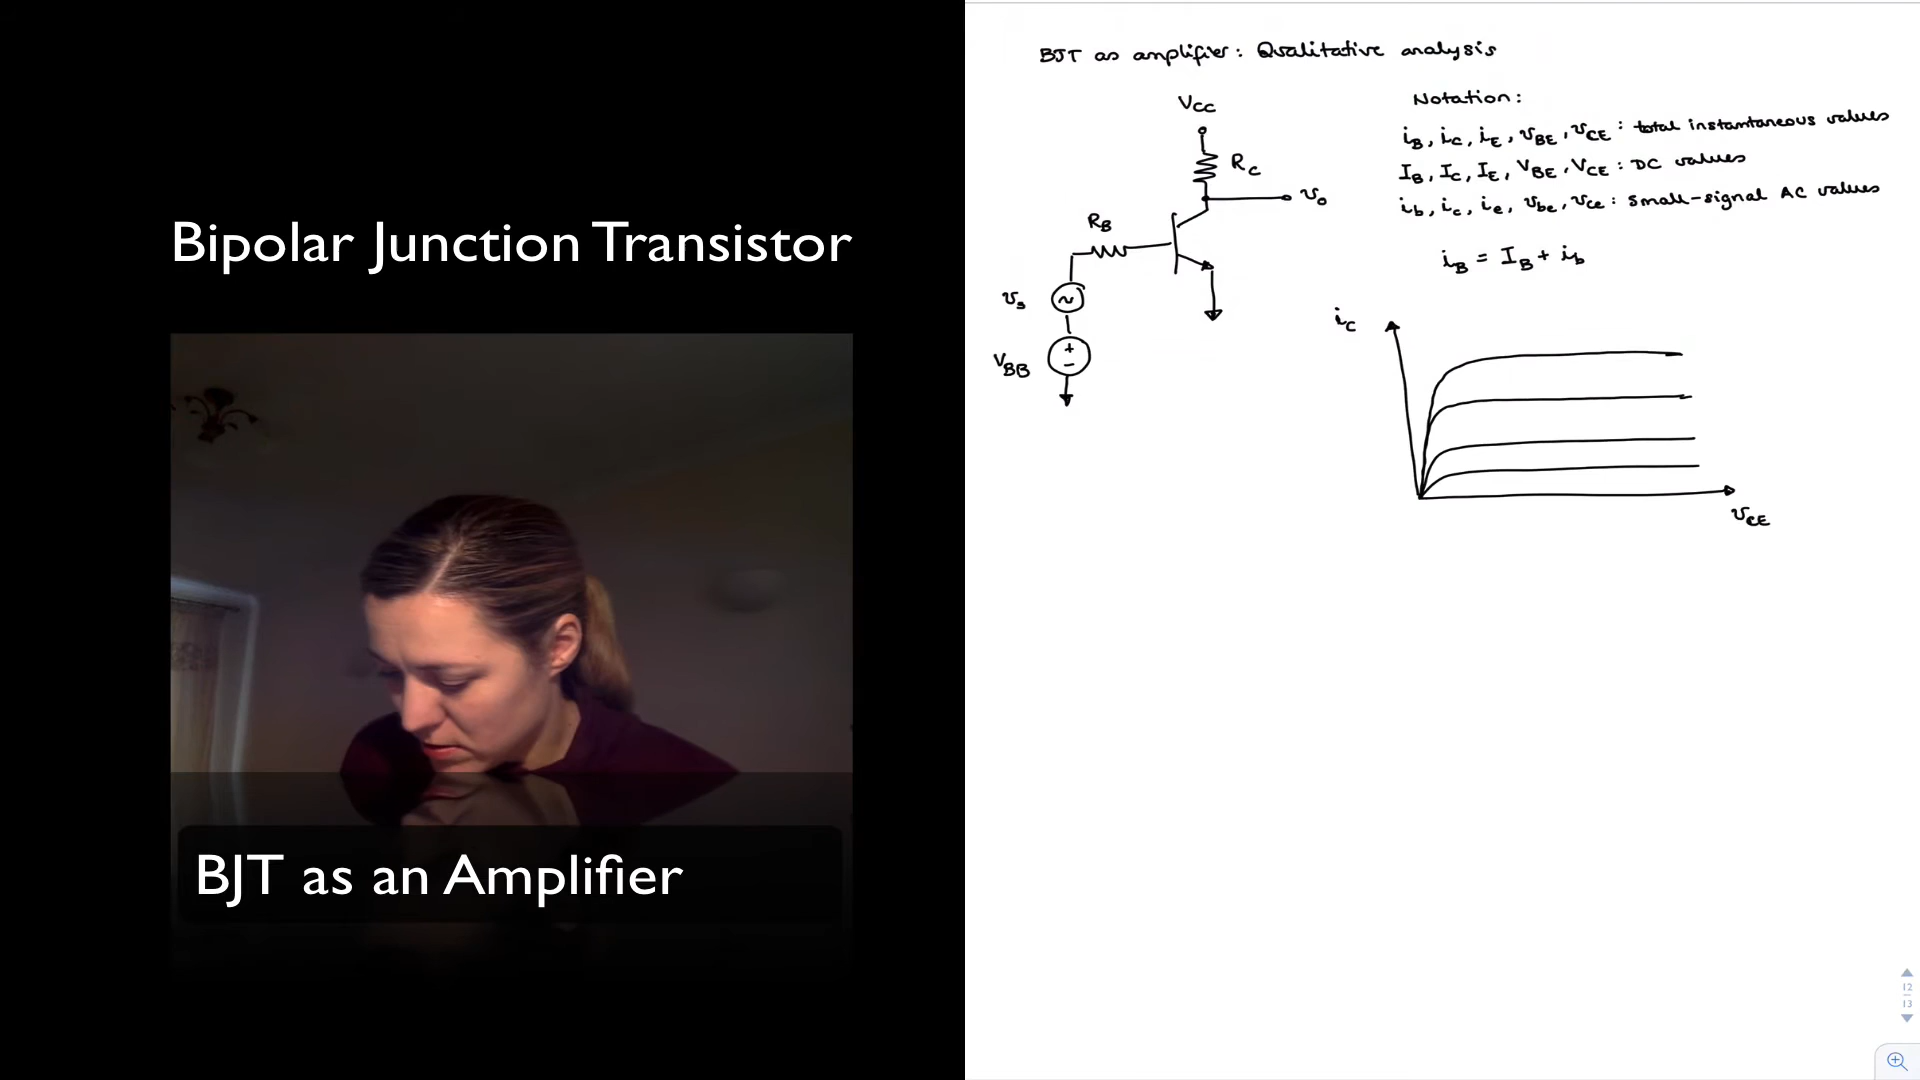 Bipolar Junction Transistor
BJT as an Amplifier
BJT as amplifier: Qualitative analysis
VCC
RC
vo
RB
vs
VBB
+
−
Notation:
iB, iC, iE, vBE, vCE : total instantaneous values
IB, IC, IE, VBE, VCE : DC values
ib, ic, ie, vbe, vce : small-signal AC values
iB = IB + ib
iC
vCE
12
13